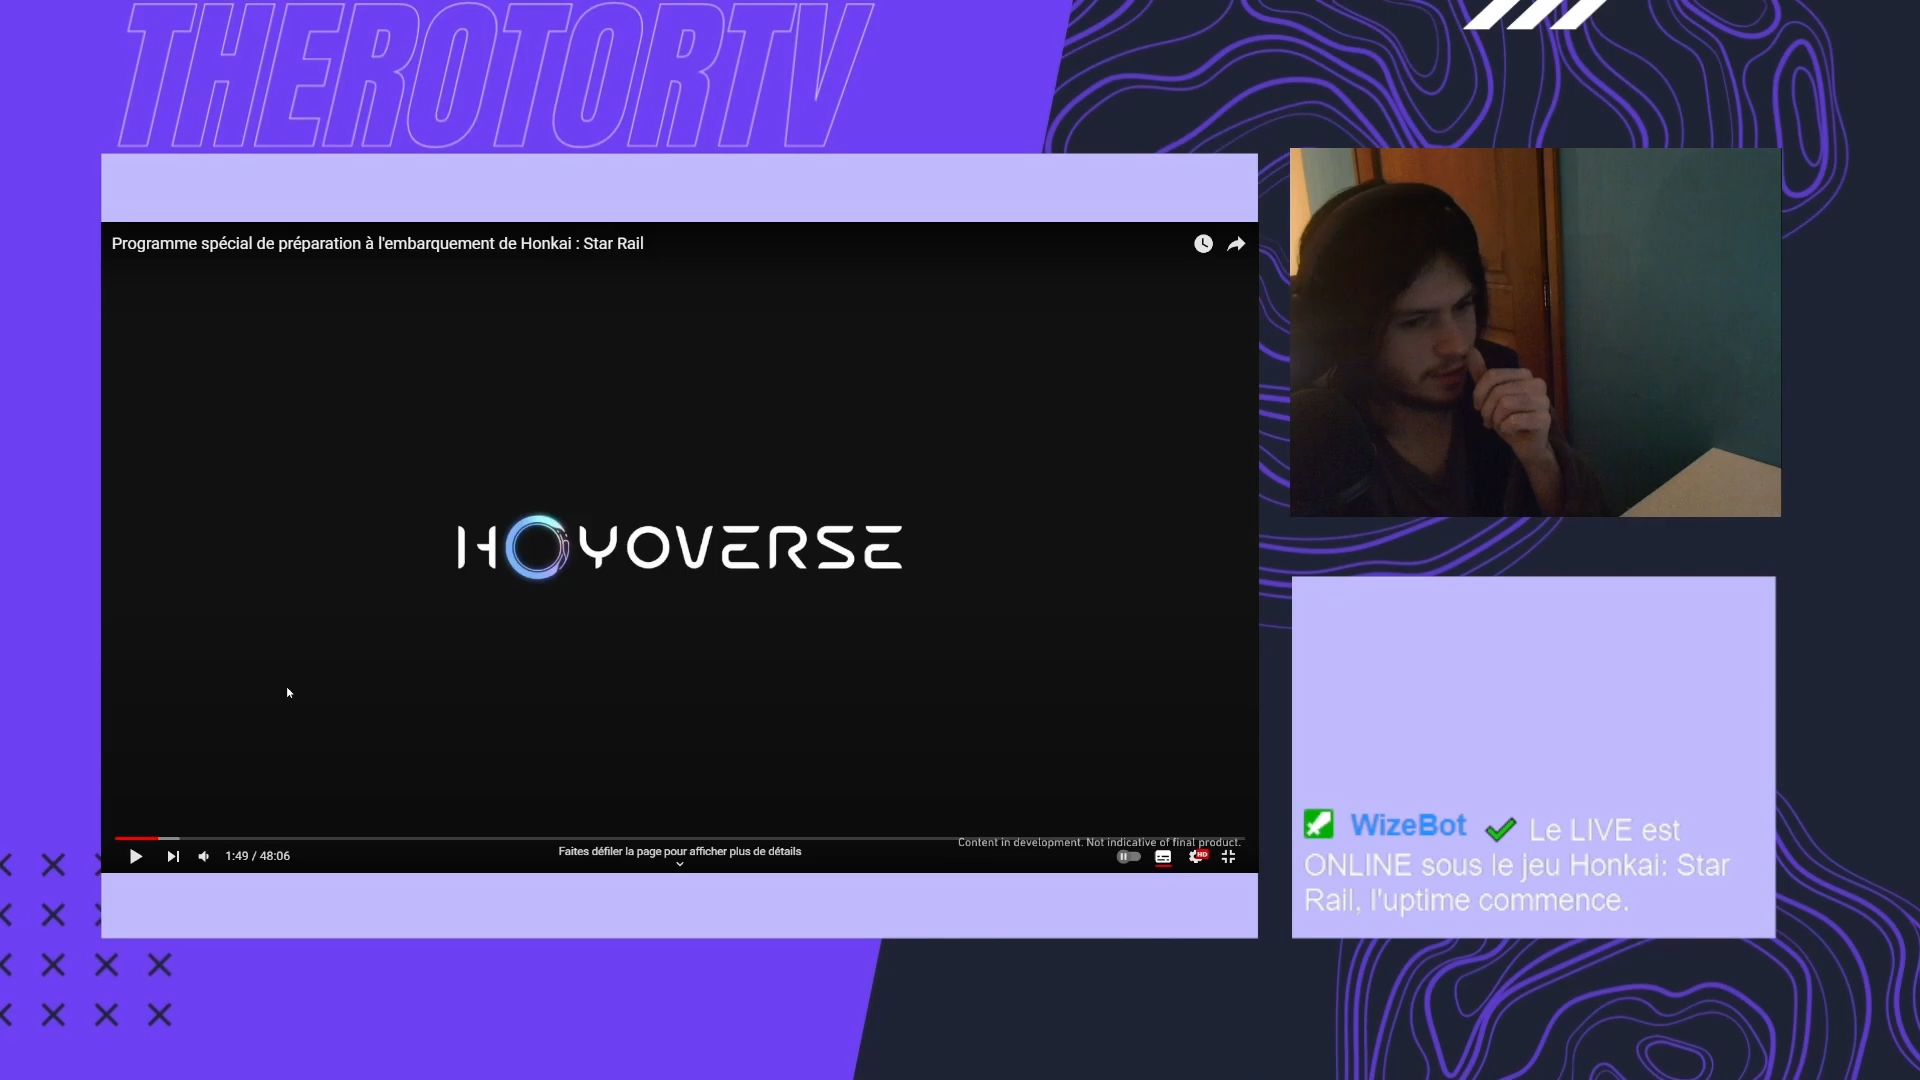 THEROTORTV
Programme spécial de préparation à l'embarquement de Honkai : Star Rail
HOYOVERSE
Content in development. Not indicative of final product.
1:49 / 48:06
Faites défiler la page pour afficher plus de détails
HD
WizeBot Le LIVE est
ONLINE sous le jeu Honkai: Star
Rail, l'uptime commence.